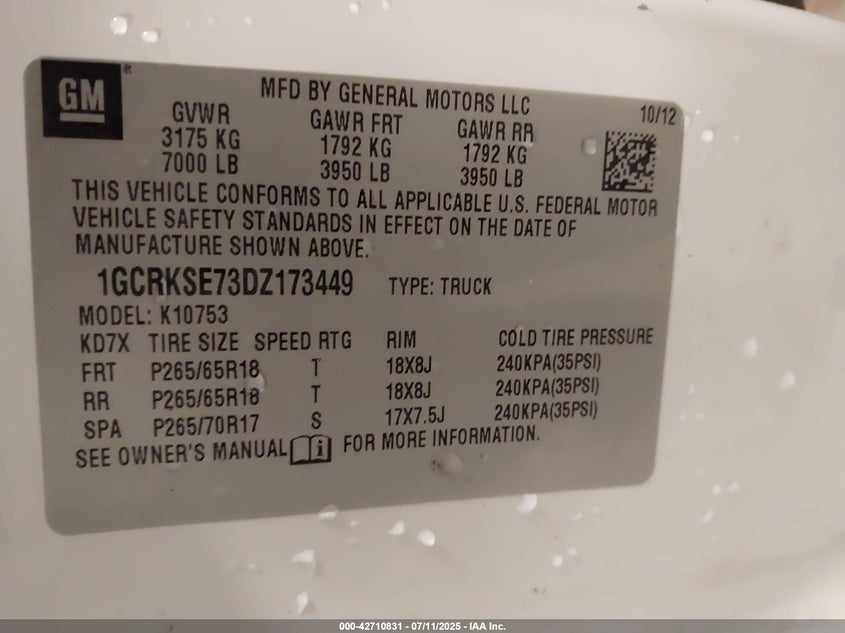 GM
MFD BY GENERAL MOTORS LLC
10/12
GVWR GAWR FRT GAWR RR
3175 KG 1792 KG 1792 KG
7000 LB 3950 LB 3950 LB
THIS VEHICLE CONFORMS TO ALL APPLICABLE U.S. FEDERAL MOTOR
VEHICLE SAFETY STANDARDS IN EFFECT ON THE DATE OF
MANUFACTURE SHOWN ABOVE.
1GCRKSE73DZ173449 TYPE: TRUCK
MODEL: K10753
KD7X TIRE SIZE SPEED RTG RIM COLD TIRE PRESSURE
FRT P265/65R18 T 18X8J 240KPA(35PSI)
RR P265/65R18 T 18X8J 240KPA(35PSI)
SPA P265/70R17 S 17X7.5J 240KPA(35PSI)
SEE OWNER'S MANUAL FOR MORE INFORMATION.
000-42710831 - 07/11/2025 - IAA Inc.